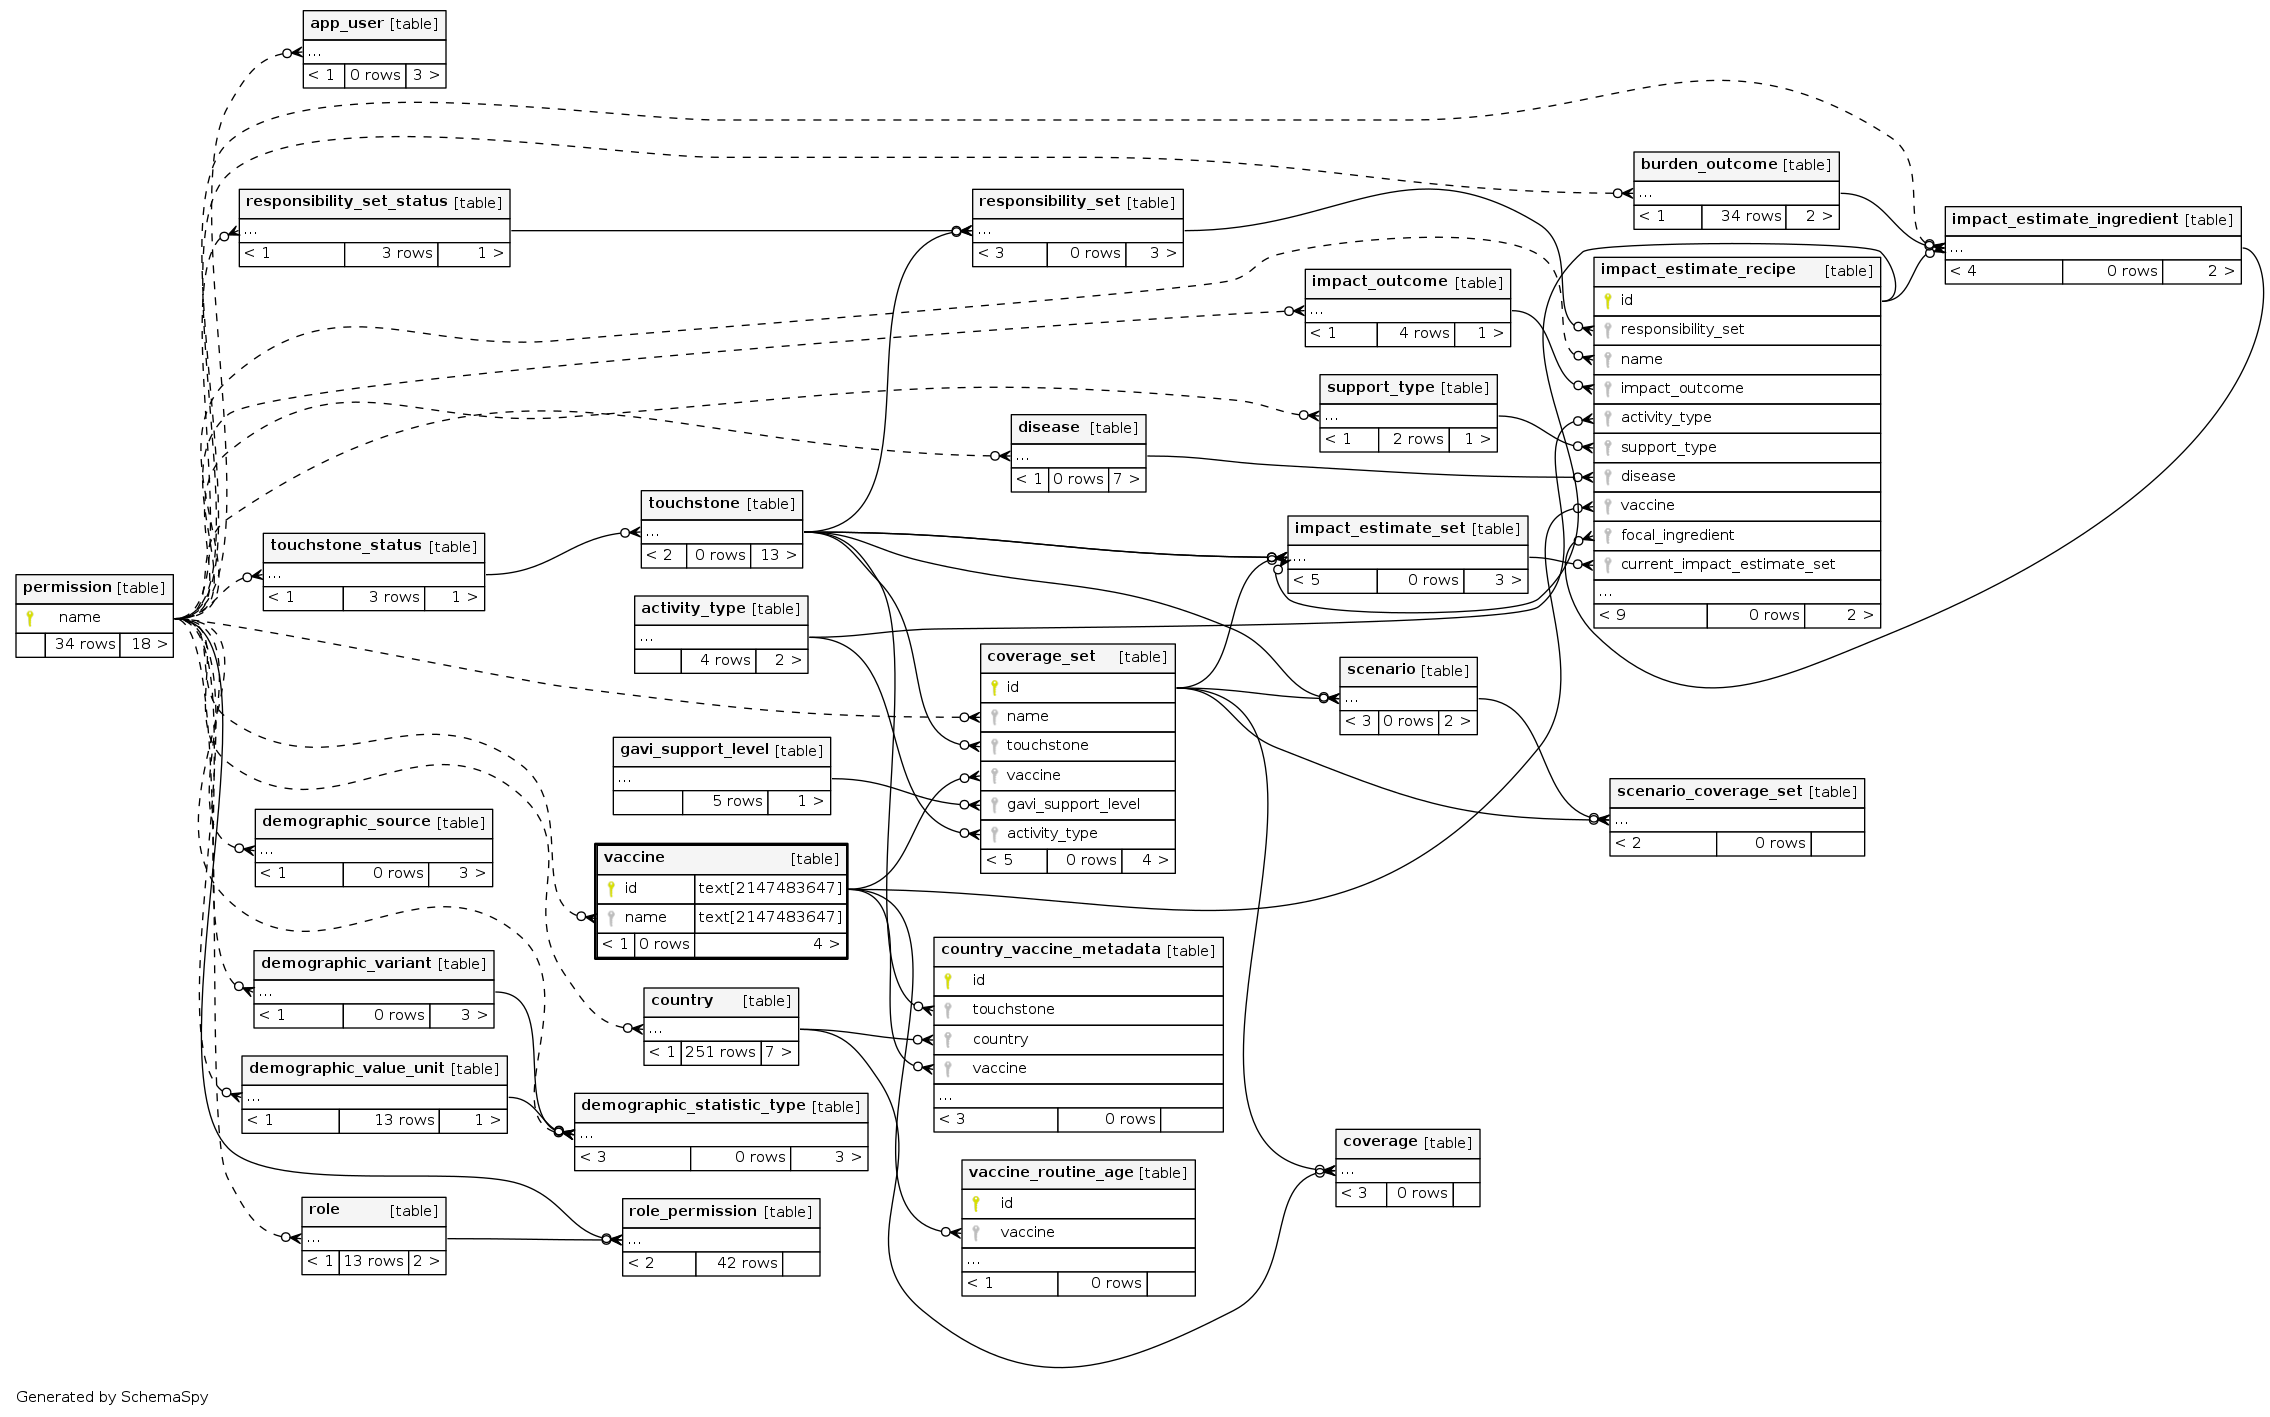 app_user [table]
...
< 1 0 rows 3 >
burden_outcome [table]
...
< 1 34 rows 2 >
responsibility_set_status [table]
...
< 1 3 rows 1 >
responsibility_set [table]
...
< 3 0 rows 3 >
impact_estimate_ingredient [table]
...
< 4 0 rows 2 >
impact_outcome [table]
...
< 1 4 rows 1 >
impact_estimate_recipe [table]
id
responsibility_set
name
impact_outcome
activity_type
support_type
disease
vaccine
focal_ingredient
current_impact_estimate_set
...
< 9 0 rows 2 >
support_type [table]
...
< 1 2 rows 1 >
disease [table]
...
< 1 0 rows 7 >
touchstone [table]
...
< 2 0 rows 13 >
impact_estimate_set [table]
...
< 5 0 rows 3 >
touchstone_status [table]
...
< 1 3 rows 1 >
permission [table]
name
34 rows 18 >
activity_type [table]
...
4 rows 2 >
coverage_set [table]
id
name
touchstone
vaccine
gavi_support_level
activity_type
< 5 0 rows 4 >
scenario [table]
...
< 3 0 rows 2 >
gavi_support_level [table]
...
5 rows 1 >
scenario_coverage_set [table]
...
< 2 0 rows
demographic_source [table]
...
< 1 0 rows 3 >
vaccine [table]
id text[2147483647]
name text[2147483647]
< 1 0 rows 4 >
country_vaccine_metadata [table]
id
touchstone
country
vaccine
...
< 3 0 rows
demographic_variant [table]
...
< 1 0 rows 3 >
country [table]
...
< 1 251 rows 7 >
demographic_value_unit [table]
...
< 1 13 rows 1 >
demographic_statistic_type [table]
...
< 3 0 rows 3 >
coverage [table]
...
< 3 0 rows
vaccine_routine_age [table]
id
vaccine
...
< 1 0 rows
role [table]
...
< 1 13 rows 2 >
role_permission [table]
...
< 2 42 rows
Generated by SchemaSpy